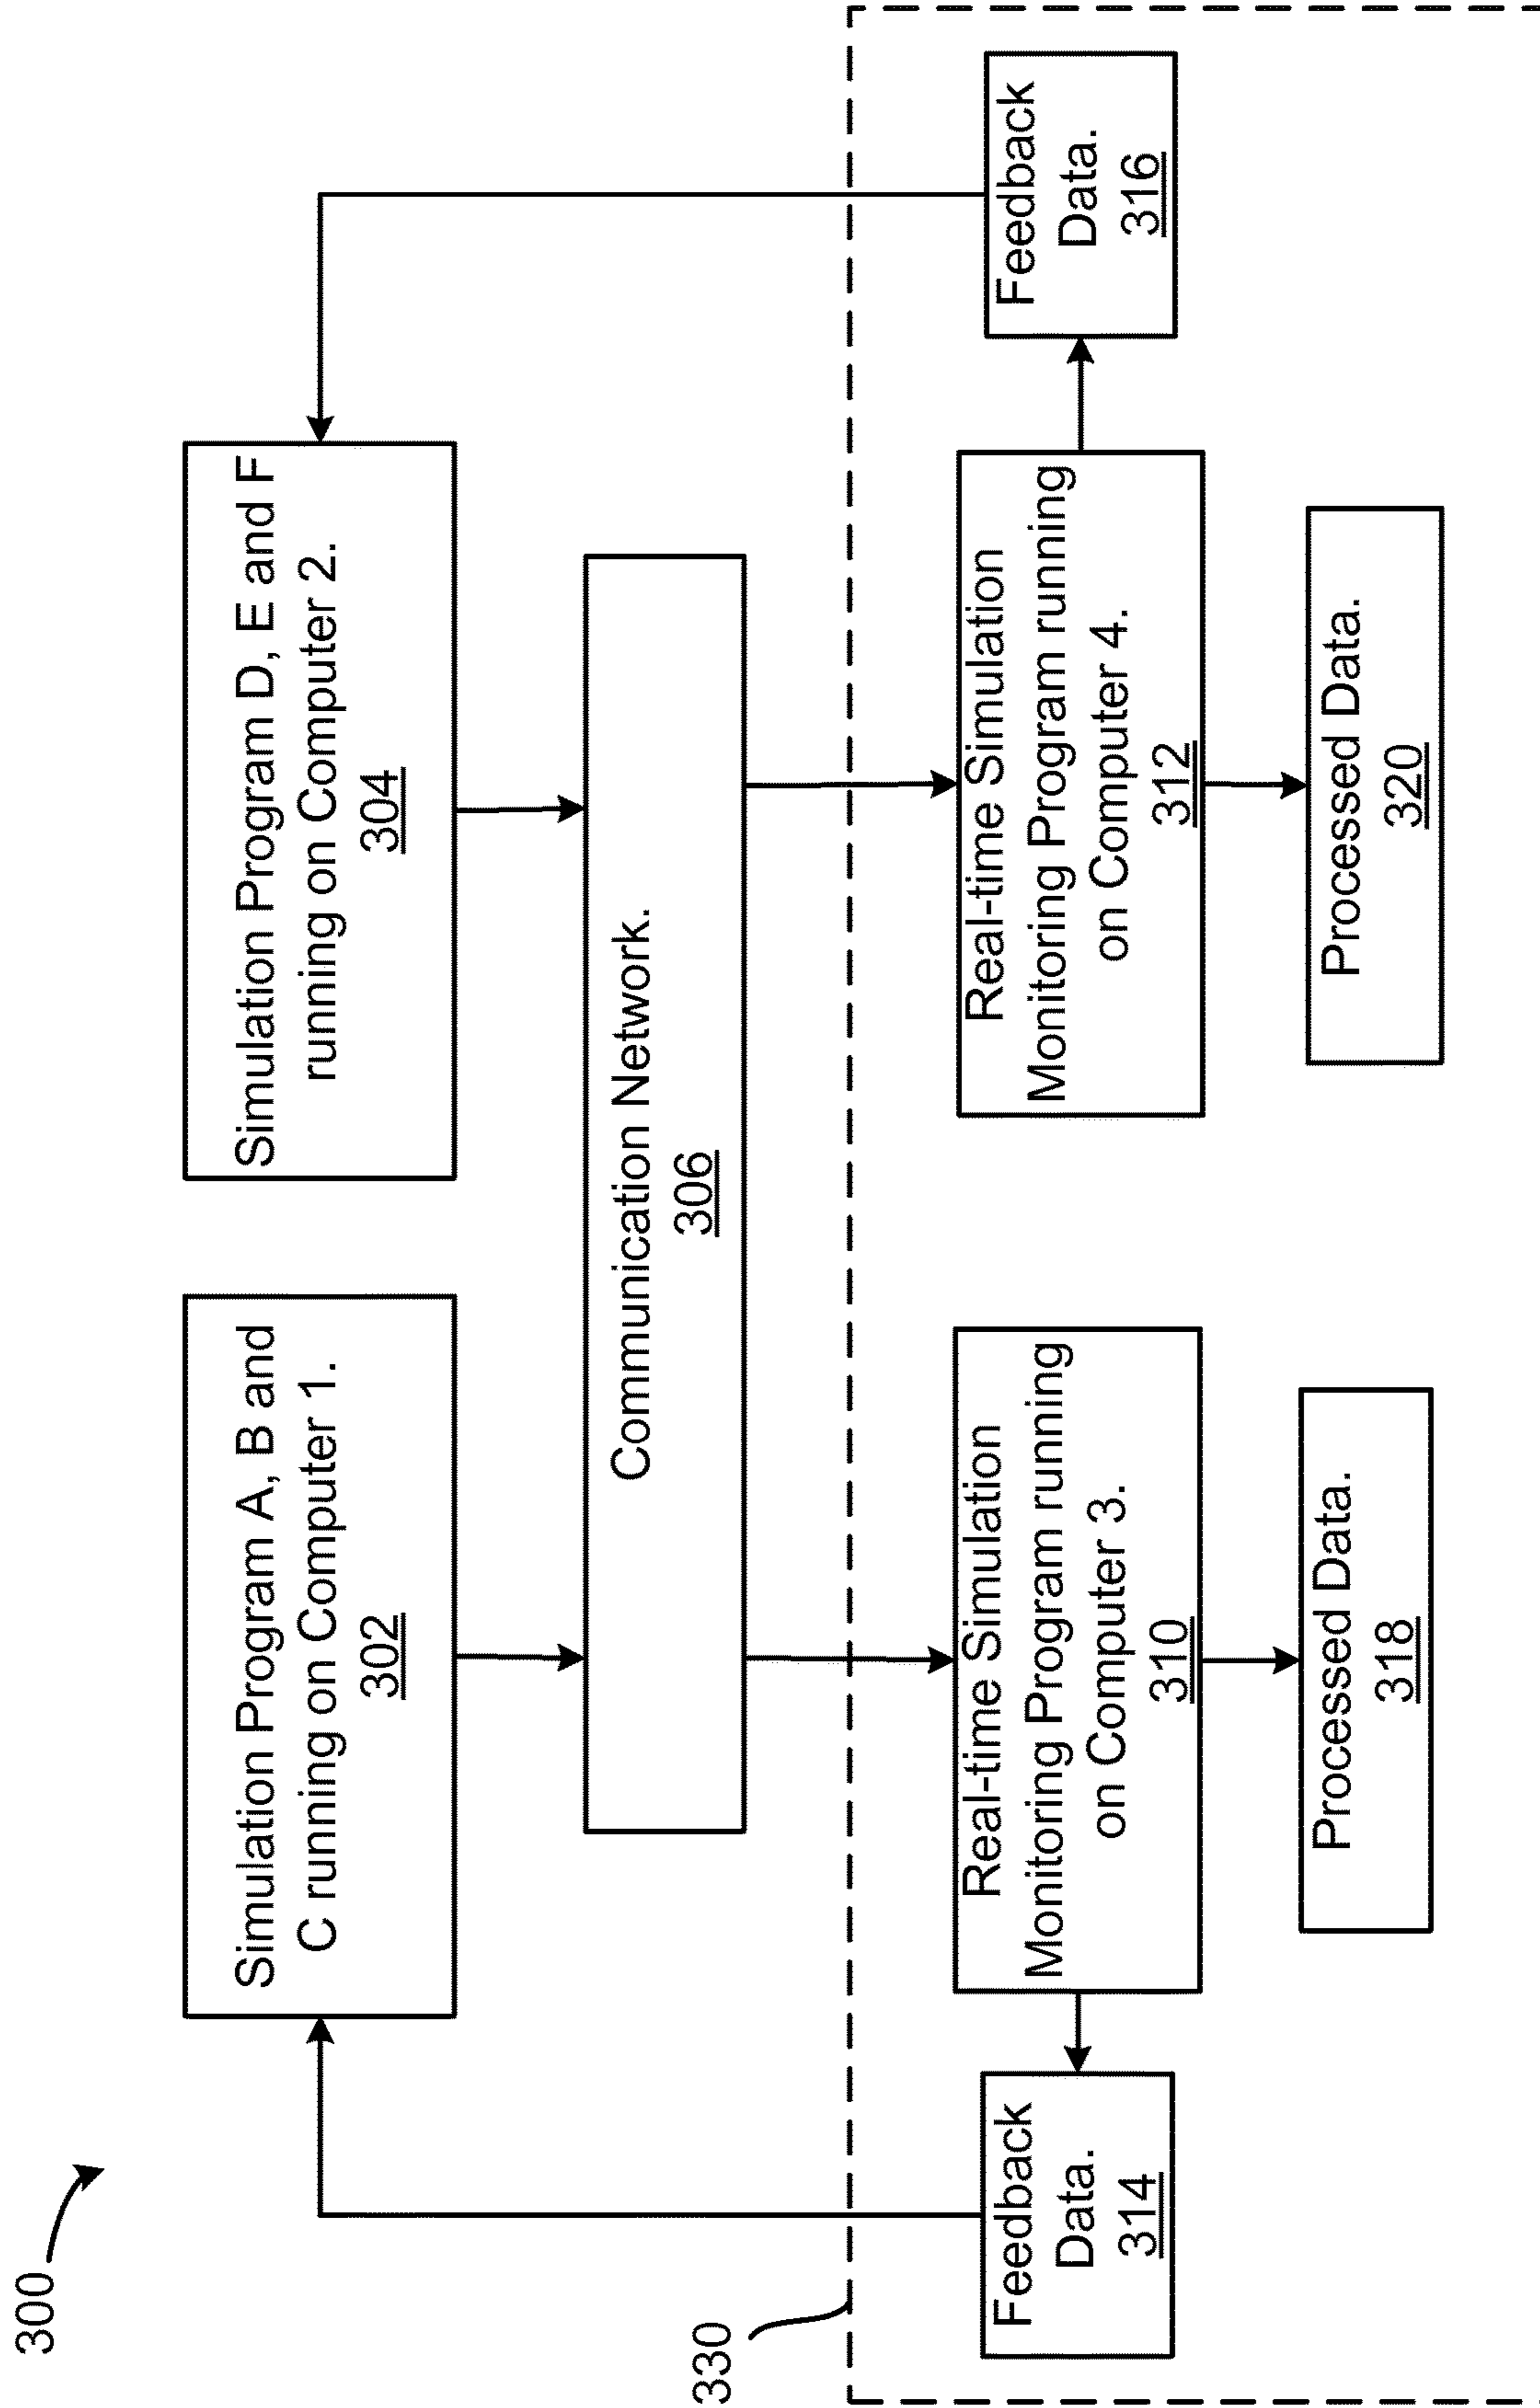 300
Simulation Program A, B and
C running on Computer 1.
302
Simulation Program D, E and F
running on Computer 2.
304
Communication Network.
306
330
Feedback
Data.
314
Real-time Simulation
Monitoring Program running
on Computer 3.
310
Real-time Simulation
Monitoring Program running
on Computer 4.
312
Feedback
Data.
316
Processed Data.
318
Processed Data.
320